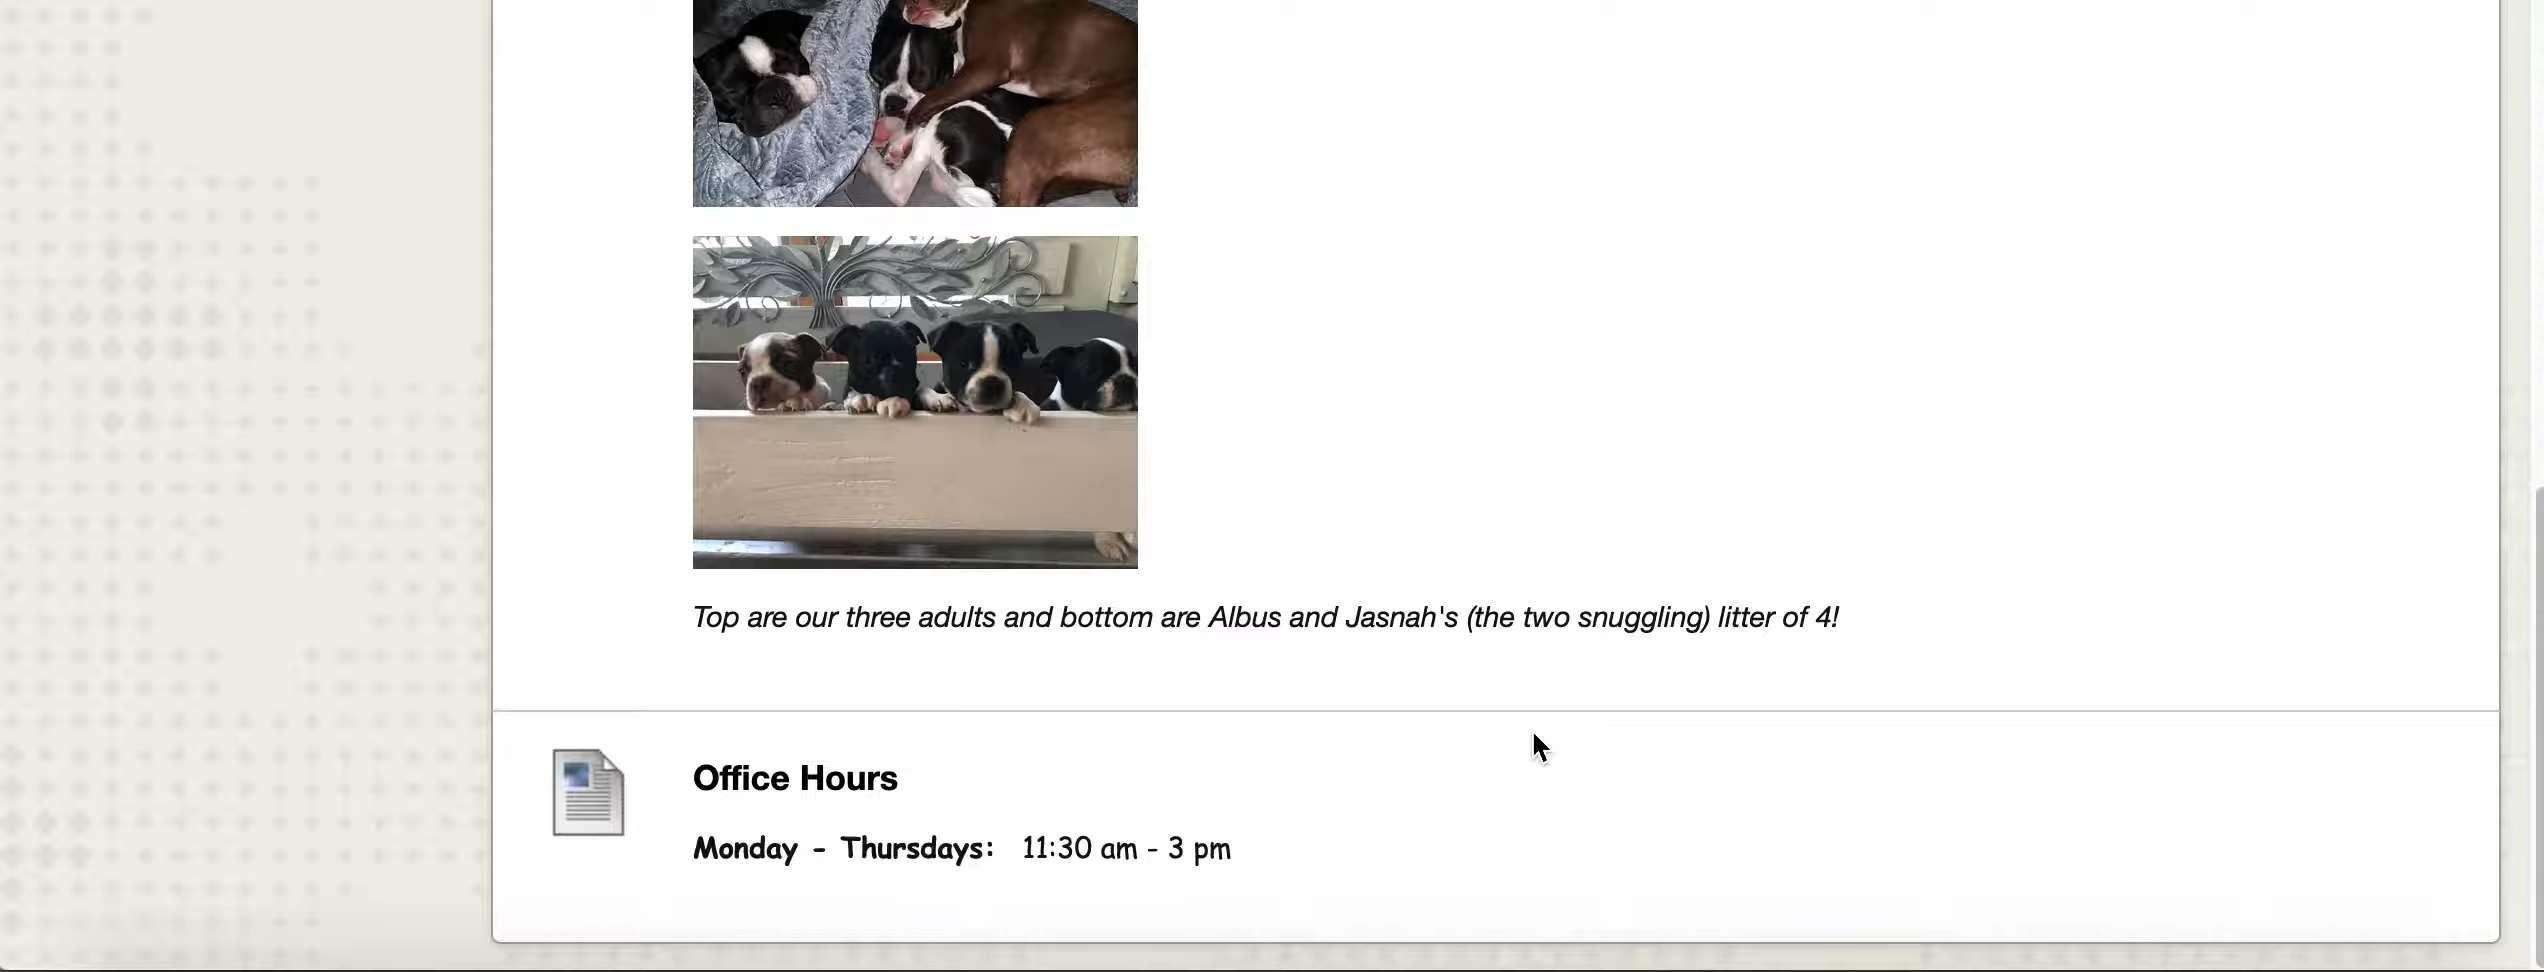 Top are our three adults and bottom are Albus and Jasnah's (the two snuggling) litter of 4!
Office Hours
Monday - Thursdays: 11:30 am - 3 pm